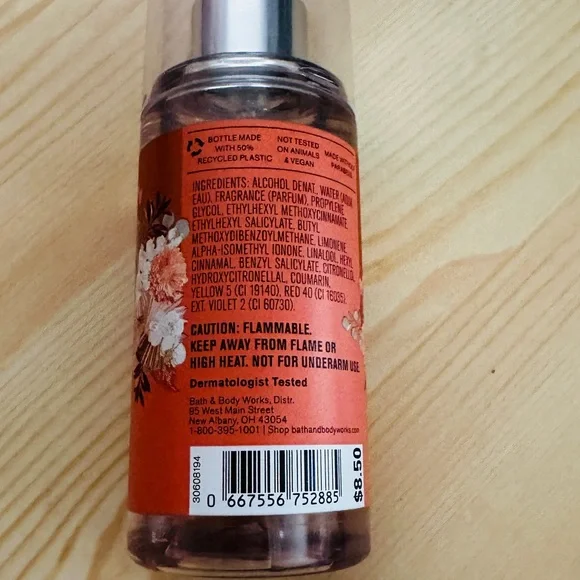 BOTTLE MADE
WITH 50%
RECYCLED PLASTIC
NOT TESTED
ON ANIMALS
& VEGAN
MADE WITHOUT
PARABENS
INGREDIENTS: ALCOHOL DENAT., WATER (AQUA,
EAU), FRAGRANCE (PARFUM), PROPYLENE
GLYCOL, ETHYLHEXYL METHOXYCINNAMATE
ETHYLHEXYL SALICYLATE, BUTYL
METHOXYDIBENZOYLMETHANE, LIMONENE
ALPHA-ISOMETHYL IONONE, LINALOOL, HEXYL
CINNAMAL, BENZYL SALICYLATE, CITRONELLOL
HYDROXYCITRONELLAL, COUMARIN,
YELLOW 5 (CI 19140), RED 40 (CI 16035),
EXT. VIOLET 2 (CI 60730).
CAUTION: FLAMMABLE.
KEEP AWAY FROM FLAME OR
HIGH HEAT. NOT FOR UNDERARM USE.
Dermatologist Tested
Bath & Body Works, Distr.
95 West Main Street
New Albany, OH 43054
1-800-395-1001 | Shop bathandbodyworks.com
30608194
0 667556 752885
$8.50